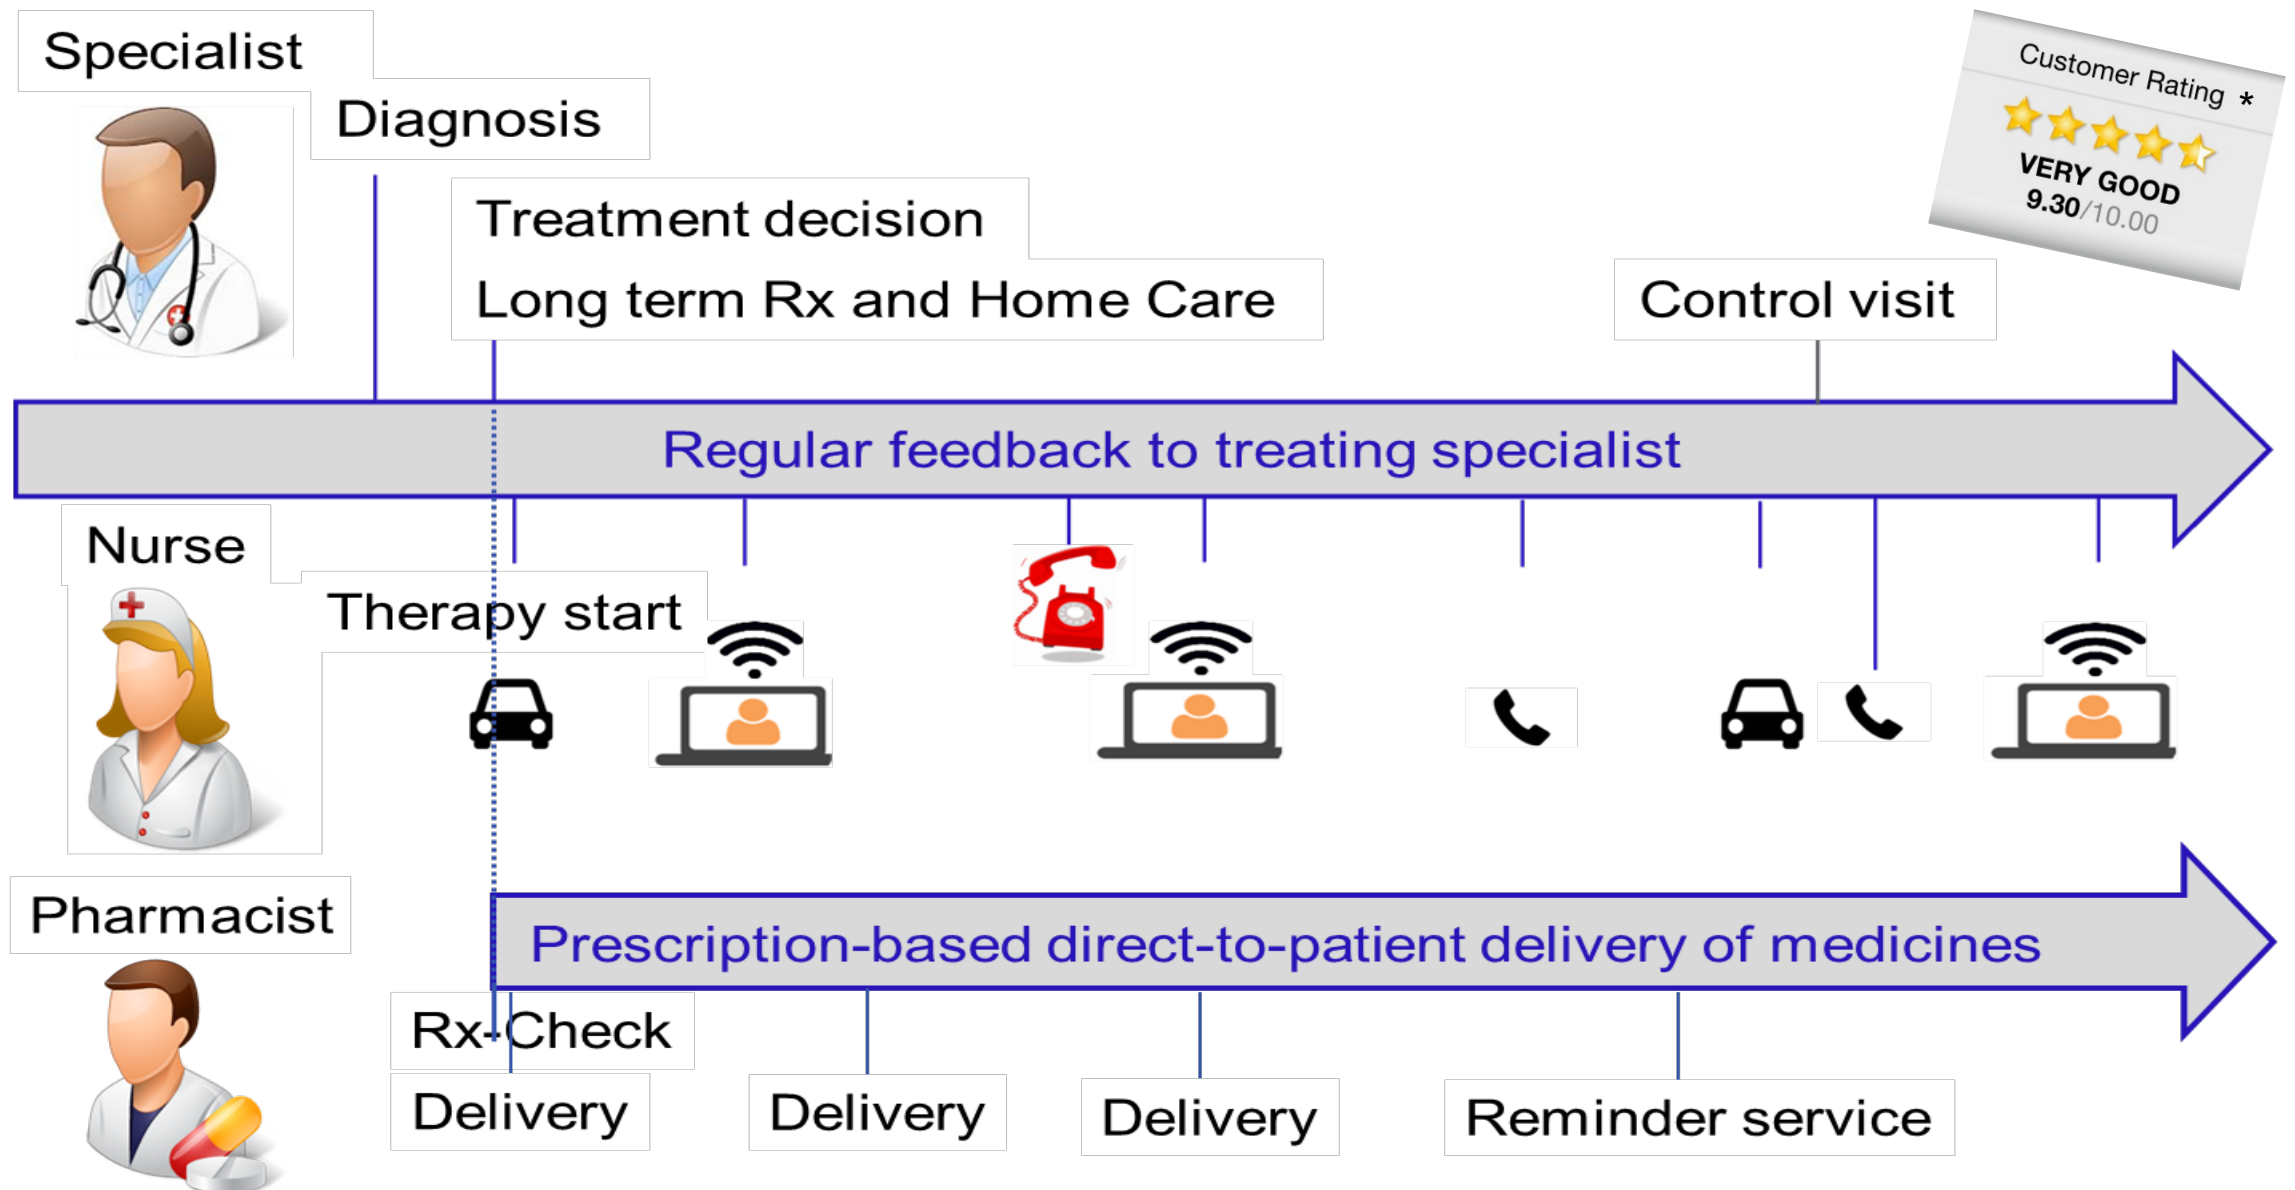 Specialist
Diagnosis
Customer Rating *
VERY GOOD
9.30/10.00
Treatment decision
Long term Rx and Home Care
Control visit
Regular feedback to treating specialist
Nurse
Therapy start
Pharmacist
Prescription-based direct-to-patient delivery of medicines
Rx-Check
Delivery
Delivery
Delivery
Reminder service